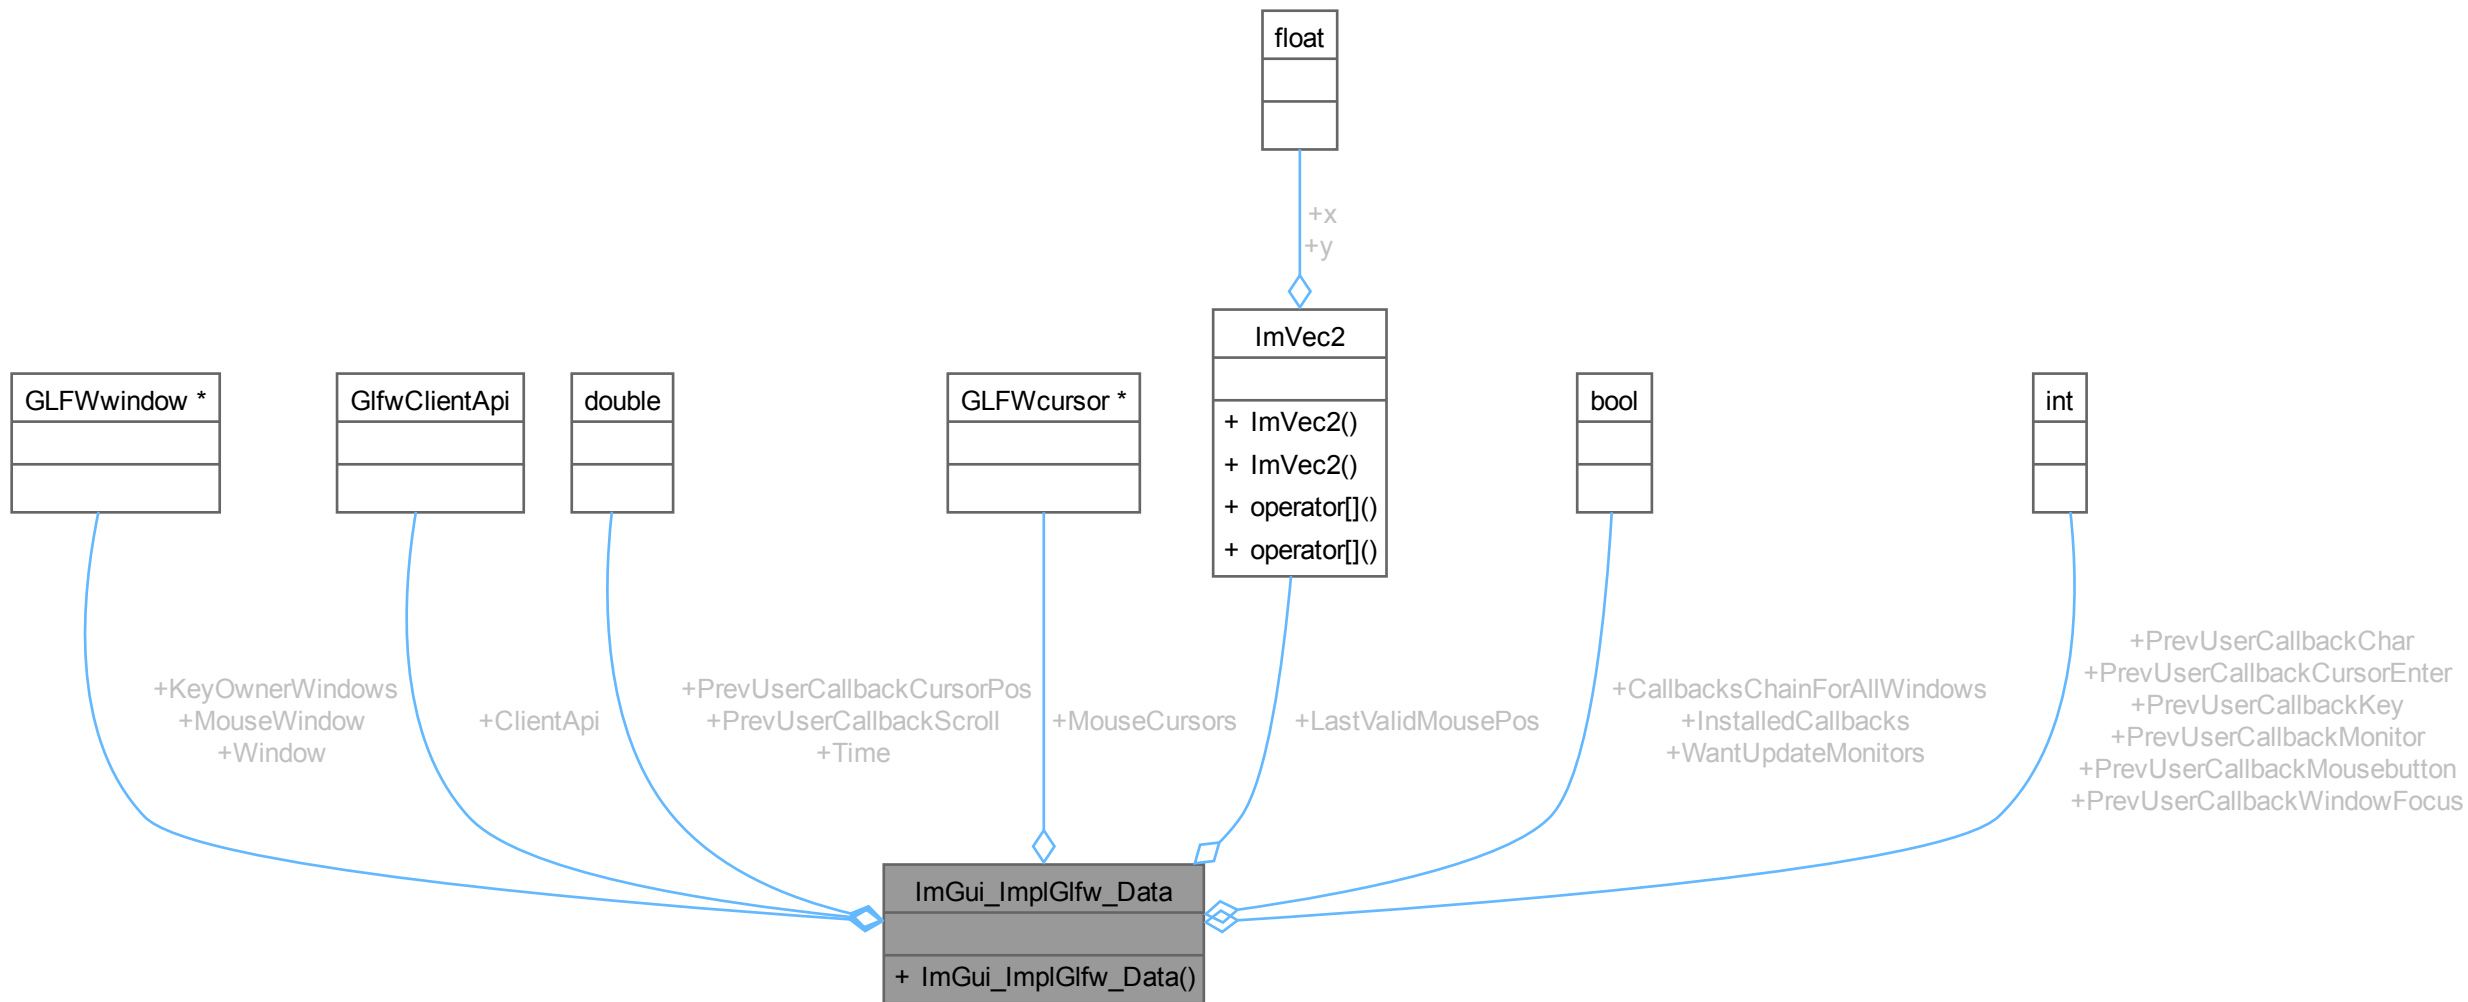 float
+x
+y
ImVec2
+ ImVec2()
+ ImVec2()
+ operator[]()
+ operator[]()
GLFWwindow *
GlfwClientApi
double
GLFWcursor *
bool
int
+KeyOwnerWindows
+MouseWindow
+Window
+ClientApi
+PrevUserCallbackCursorPos
+PrevUserCallbackScroll
+Time
+MouseCursors
+LastValidMousePos
+CallbacksChainForAllWindows
+InstalledCallbacks
+WantUpdateMonitors
+PrevUserCallbackChar
+PrevUserCallbackCursorEnter
+PrevUserCallbackKey
+PrevUserCallbackMonitor
+PrevUserCallbackMousebutton
+PrevUserCallbackWindowFocus
ImGui_ImplGlfw_Data
+ ImGui_ImplGlfw_Data()